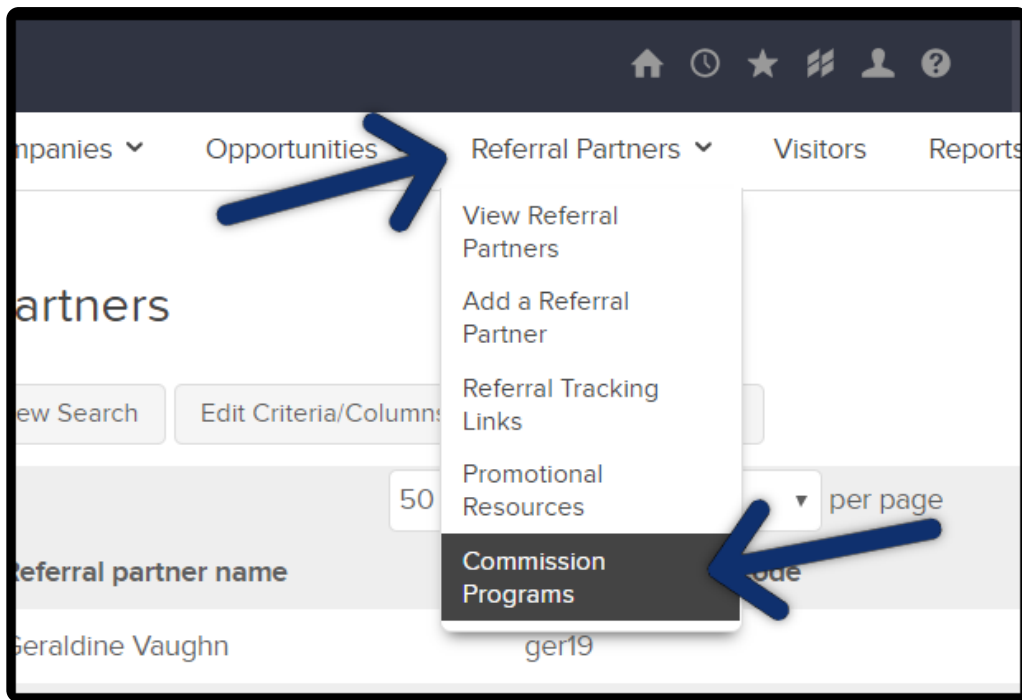 mpanies Opportunities Referral Partners Visitors Reports
View Referral
Partners
Add a Referral
Partner
artners
Referral Tracking
Links
ew Search Edit Criteria/Columns
Promotional
Resources
50 per page
Commission
Programs
Referral partner name ode
Geraldine Vaughn ger19